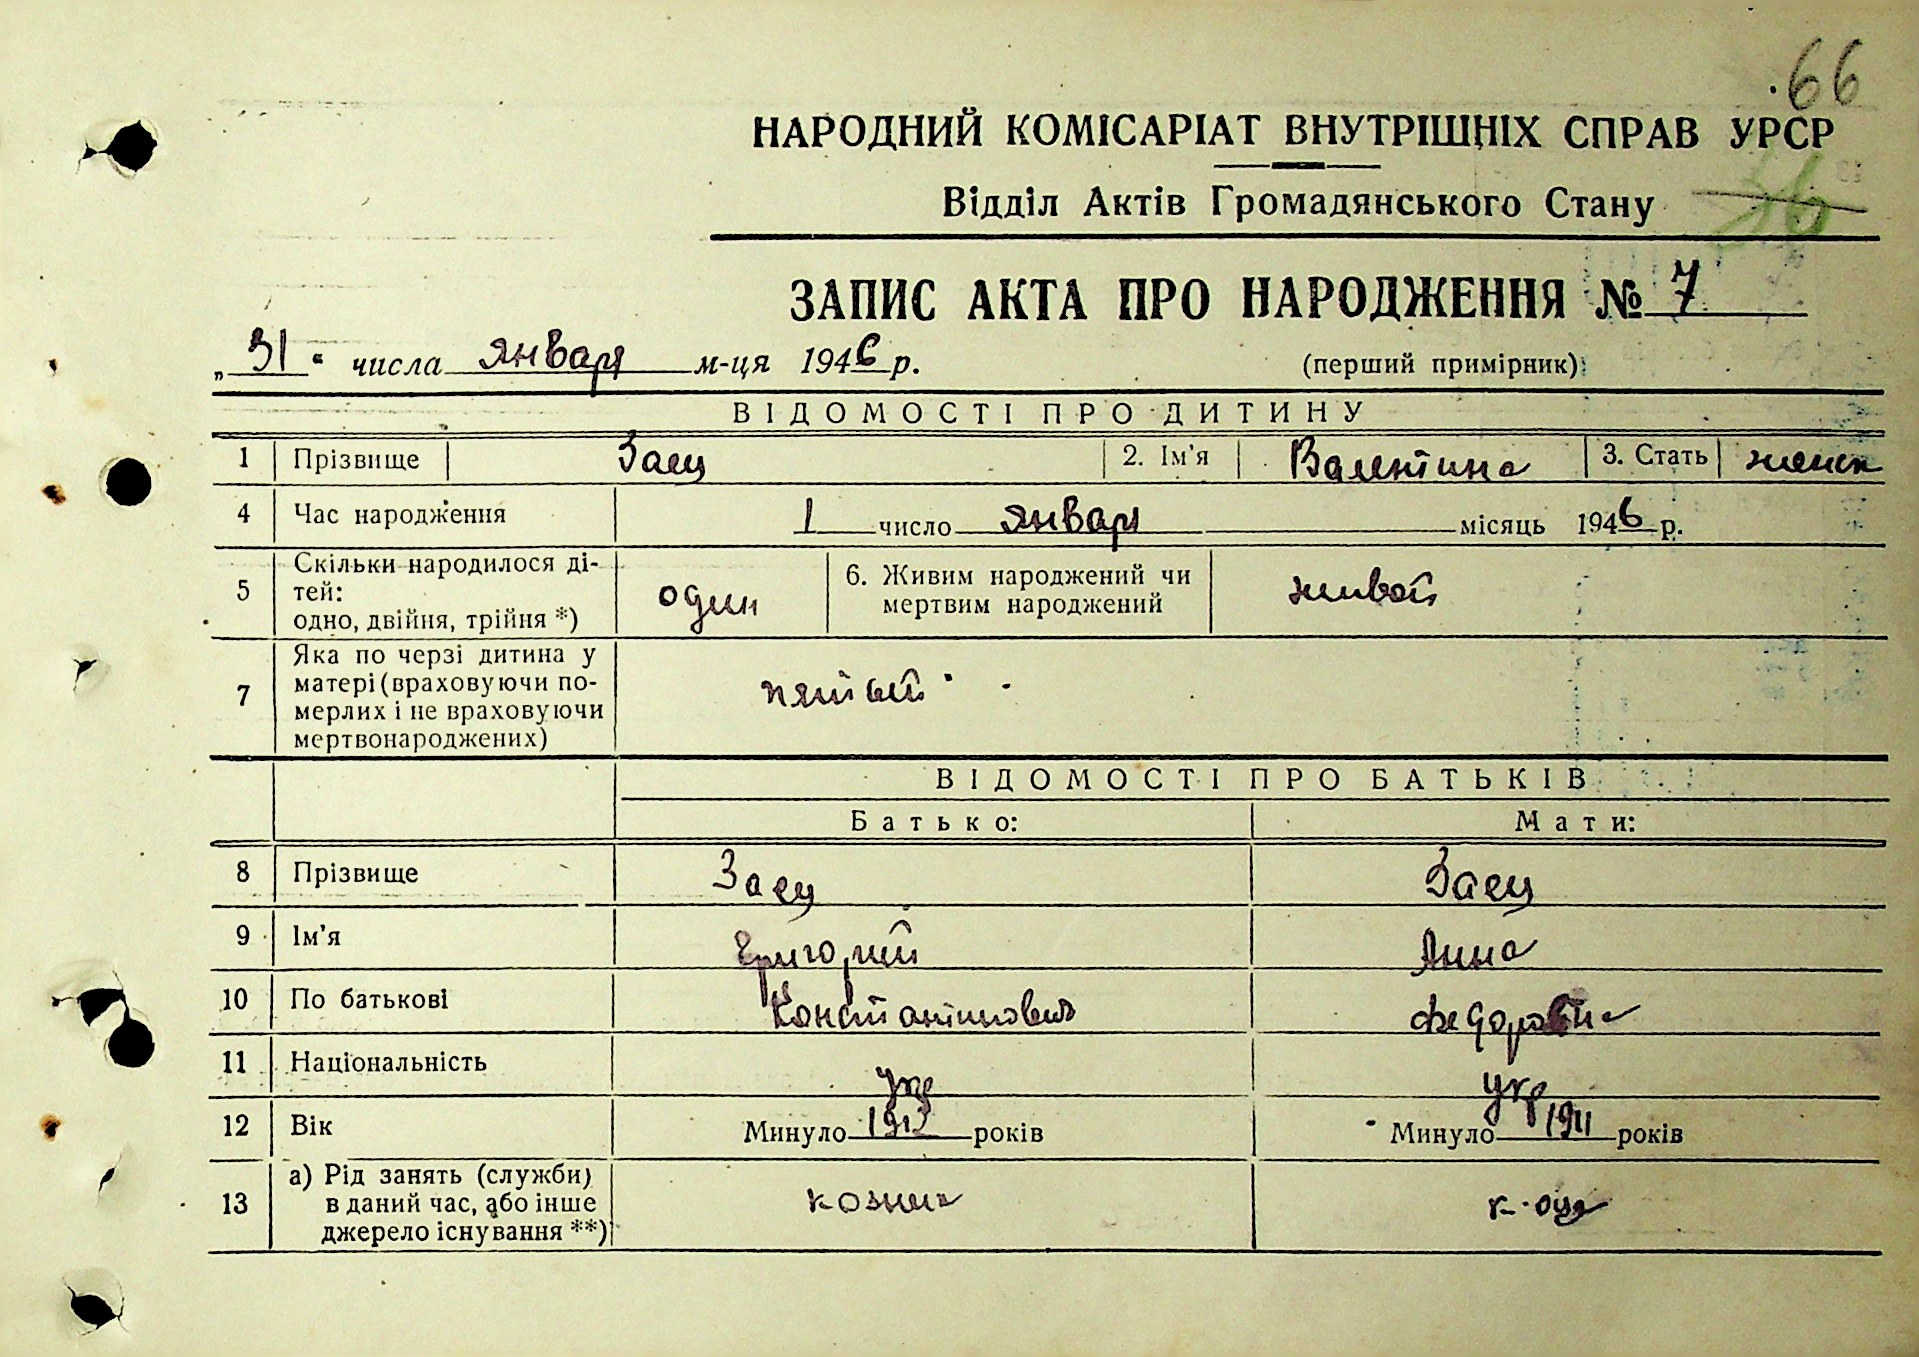 66
НАРОДНИЙ КОМІСАРІАТ ВНУТРІШНІХ СПРАВ УРСР
Відділ Актів Громадянського Стану
36
ЗАПИС АКТА ПРО НАРОДЖЕННЯ № 7
„31“ числа января м-ця 1946 р. (перший примірник)
ВІДОМОСТІ ПРО ДИТИНУ
1 Прізвище Заец 2. Ім'я Валентина 3. Стать женск
4 Час народження 1 число января місяць 1946 р.
5 Скільки народилося дітей: одно, двійня, трійня *) один 6. Живим народжений чи мертвим народжений живой
7 Яка по черзі дитина у матері (враховуючи померлих і не враховуючи мертвонароджених) пятый
ВІДОМОСТІ ПРО БАТЬКІВ
Батько: Мати:
8 Прізвище Заец Заец
9 Ім'я Григорий Анна
10 По батькові Константинович Федоровна
11 Національність укр укр
12 Вік Минуло 1913 років Минуло 1911 років
13 а) Рід занять (служби) в даний час, або інше джерело існування **)